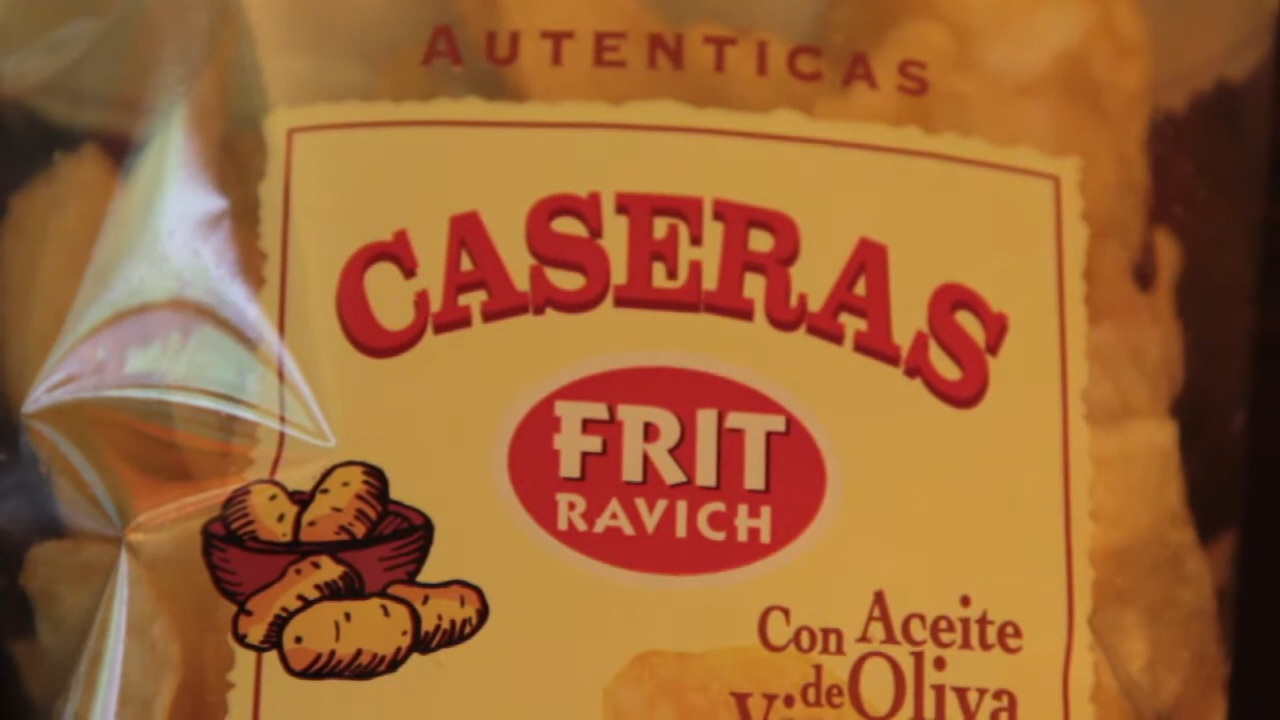 AUTENTICAS
CASERAS
FRIT
RAVICH
Con Aceite
de Oliva